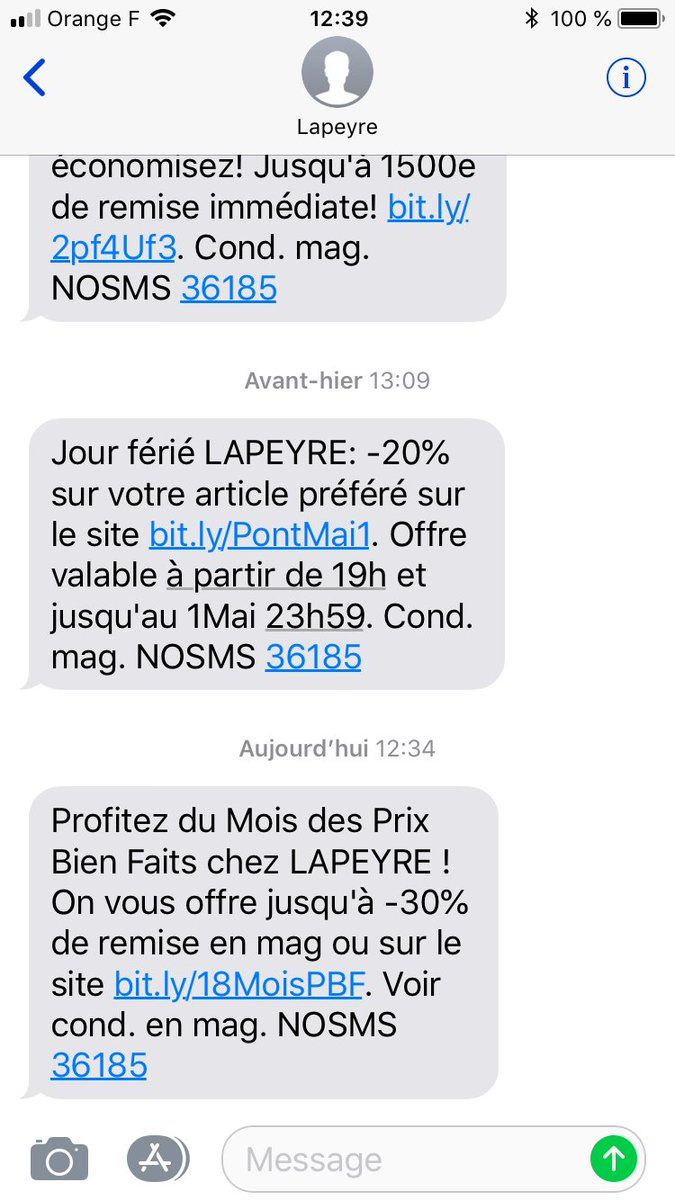 Orange F 12:39 100 %
Lapeyre
économisez! Jusqu'à 1500e
de remise immédiate! bit.ly/
2pf4Uf3. Cond. mag.
NOSMS 36185
Avant-hier 13:09
Jour férié LAPEYRE: -20%
sur votre article préféré sur
le site bit.ly/PontMai1. Offre
valable à partir de 19h et
jusqu'au 1Mai 23h59. Cond.
mag. NOSMS 36185
Aujourd’hui 12:34
Profitez du Mois des Prix
Bien Faits chez LAPEYRE !
On vous offre jusqu'à -30%
de remise en mag ou sur le
site bit.ly/18MoisPBF. Voir
cond. en mag. NOSMS
36185
Message